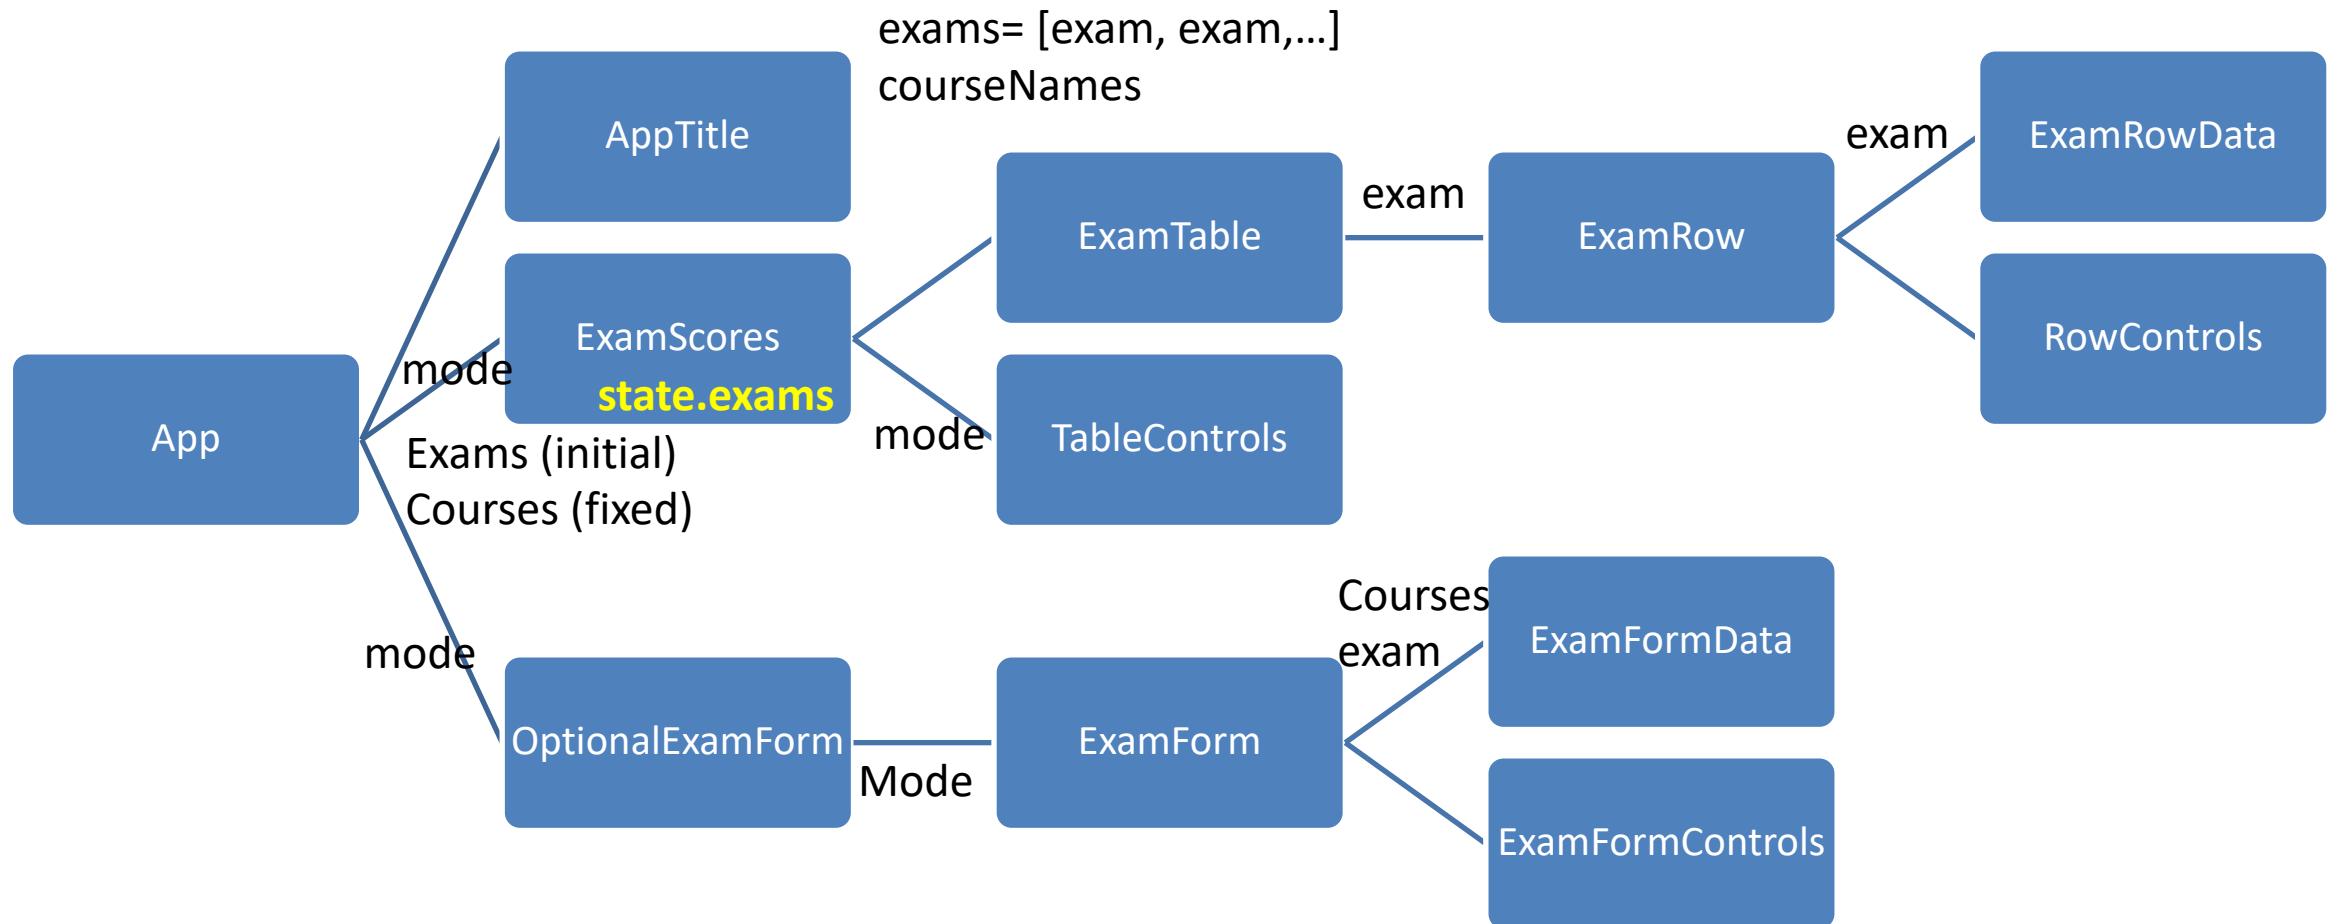 exams= [exam, exam,...]
courseNames
AppTitle
exam
ExamRowData
exam
ExamTable
ExamRow
mode
ExamScores
state.exams
RowControls
App
Exams (initial)
Courses (fixed)
mode
TableControls
Courses
exam
ExamFormData
mode
OptionalExamForm
Mode
ExamForm
ExamFormControls